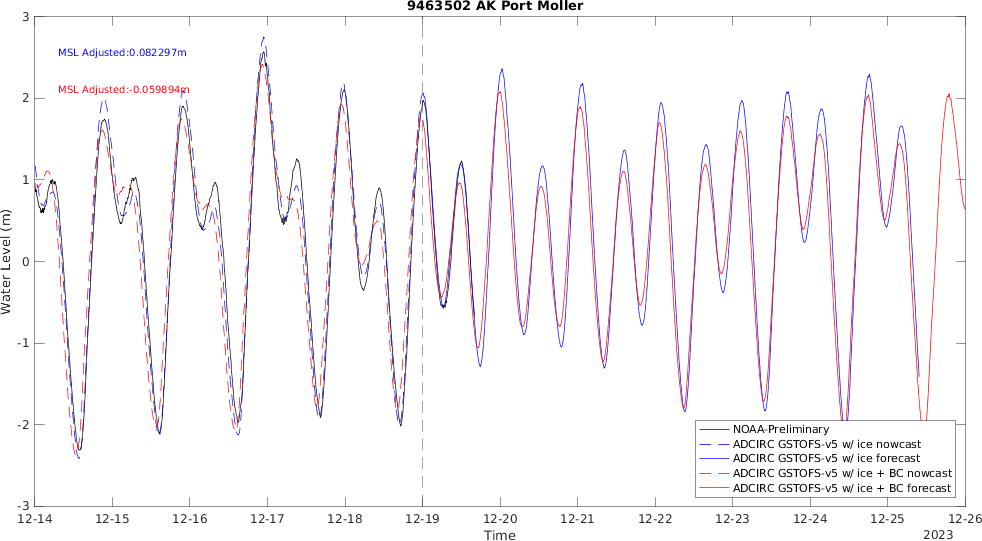 9463502 AK Port Moller
MSL Adjusted:0.082297m
MSL Adjusted:-0.059894m
Water Level (m)
3
2
1
0
-1
-2
-3
NOAA-Preliminary
ADCIRC GSTOFS-v5 w/ ice nowcast
ADCIRC GSTOFS-v5 w/ ice forecast
ADCIRC GSTOFS-v5 w/ ice + BC nowcast
ADCIRC GSTOFS-v5 w/ ice + BC forecast
12-14 12-15 12-16 12-17 12-18 12-19 12-20 12-21 12-22 12-23 12-24 12-25 12-26
Time
2023